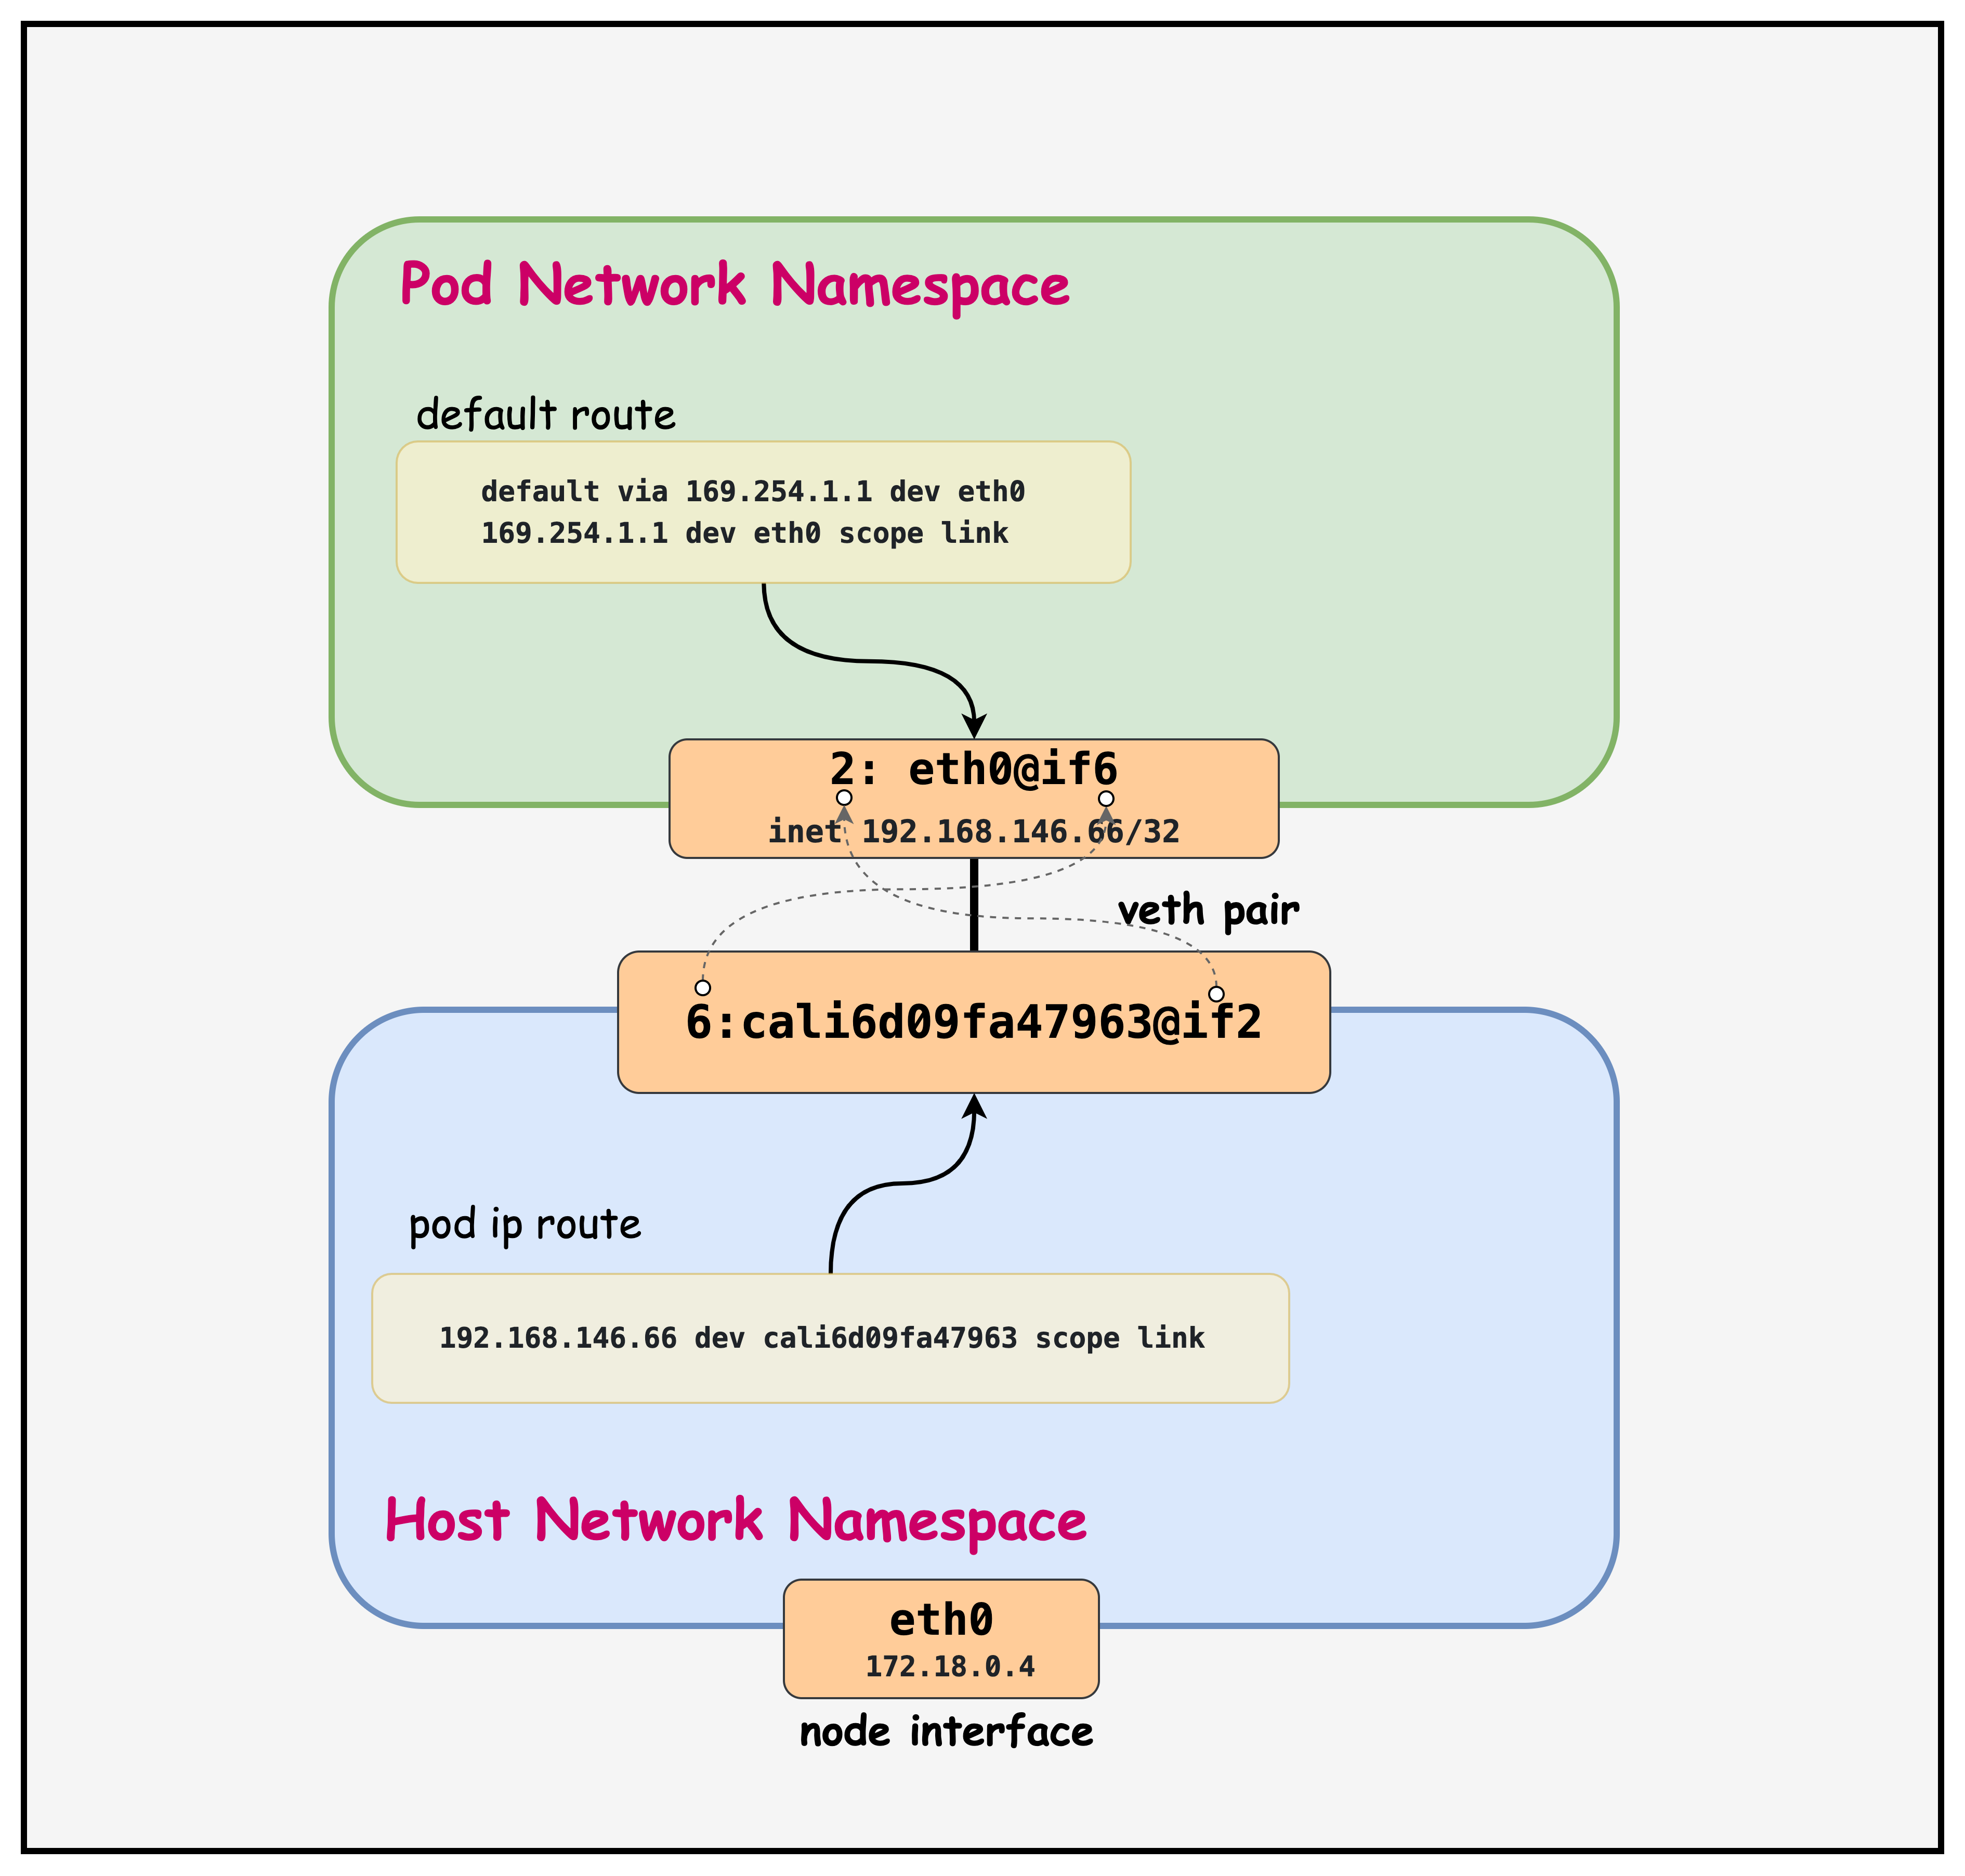 Pod Network Namespace
default route
default via 169.254.1.1 dev eth0
169.254.1.1 dev eth0 scope link
2: eth0@if6
inet 192.168.146.66/32
veth pair
6:cali6d09fa47963@if2
pod ip route
192.168.146.66 dev cali6d09fa47963 scope link
Host Network Namespace
eth0
172.18.0.4
node interface